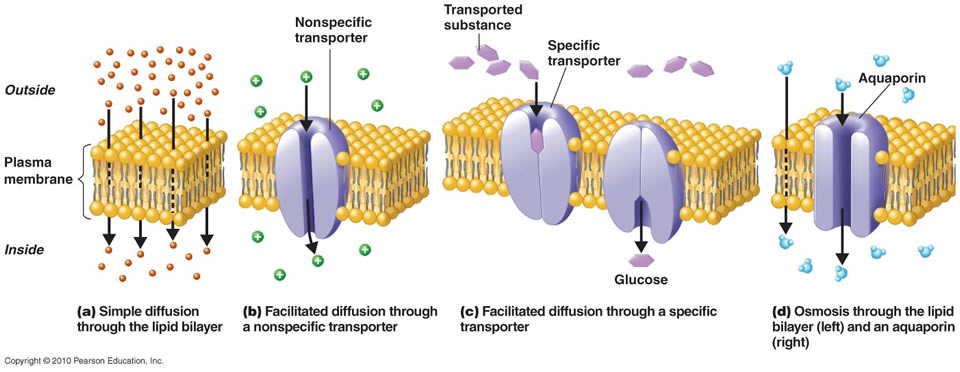 Nonspecific
transporter
Transported
substance
Specific
transporter
Aquaporin
Outside
Plasma
membrane
Inside
+
+
+
+
+
+
+
Glucose
(a) Simple diffusion
through the lipid bilayer
(b) Facilitated diffusion through
a nonspecific transporter
(c) Facilitated diffusion through a specific
transporter
(d) Osmosis through the lipid
bilayer (left) and an aquaporin
(right)
Copyright © 2010 Pearson Education, Inc.